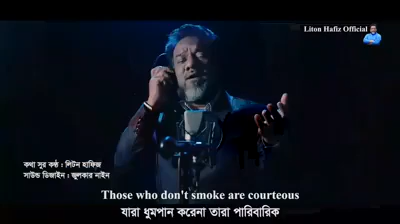 Liton Hafiz Official
কথা সুর কণ্ঠ : লিটন হাফিজ
সাউন্ড ডিজাইন : জুলকার নাইন
Those who don't smoke are courteous
যারা ধুমপান করেনা তারা পারিবারিক